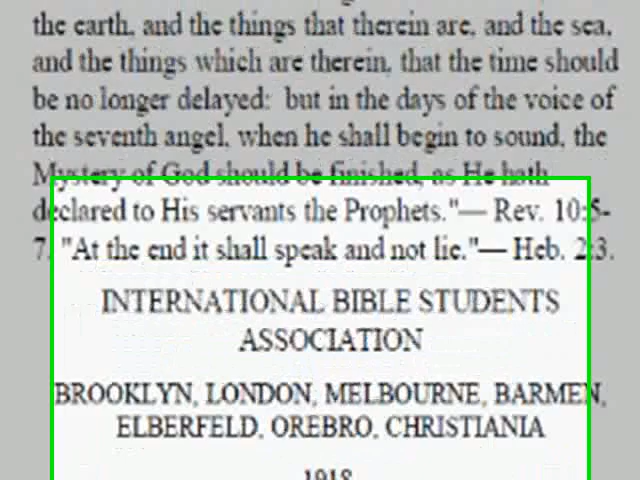 the earth, and the things that therein are, and the sea,
and the things which are therein, that the time should
be no longer delayed: but in the days of the voice of
the seventh angel, when he shall begin to sound, the
Mystery of God should be finished, as He hath
declared to His servants the Prophets."— Rev. 10:5-
7. "At the end it shall speak and not lie."— Heb. 2:3.
INTERNATIONAL BIBLE STUDENTS
ASSOCIATION
BROOKLYN, LONDON, MELBOURNE, BARMEN,
ELBERFELD, OREBRO, CHRISTIANIA
1918